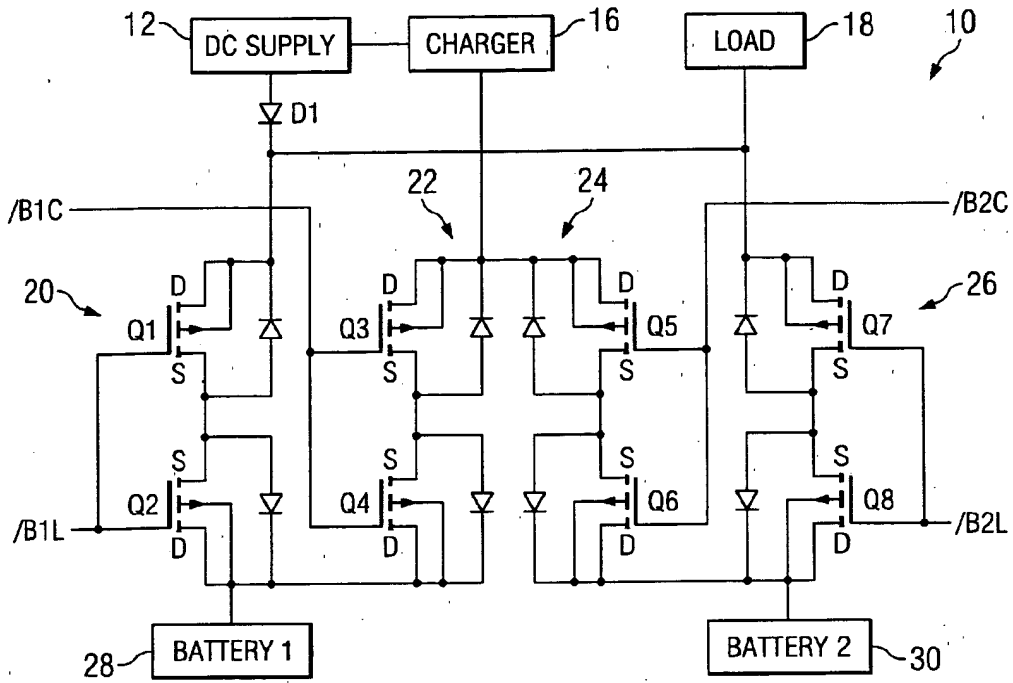 12 DC SUPPLY CHARGER 16 LOAD 18 10
D1
/B1C 22 24 /B2C
20 D Q1 S
D Q3 S
D Q5 S
D Q7 S 26
S Q2 D
S Q4 D
S Q6 D
S Q8 D
/B1L /B2L
28 BATTERY 1 BATTERY 2 30